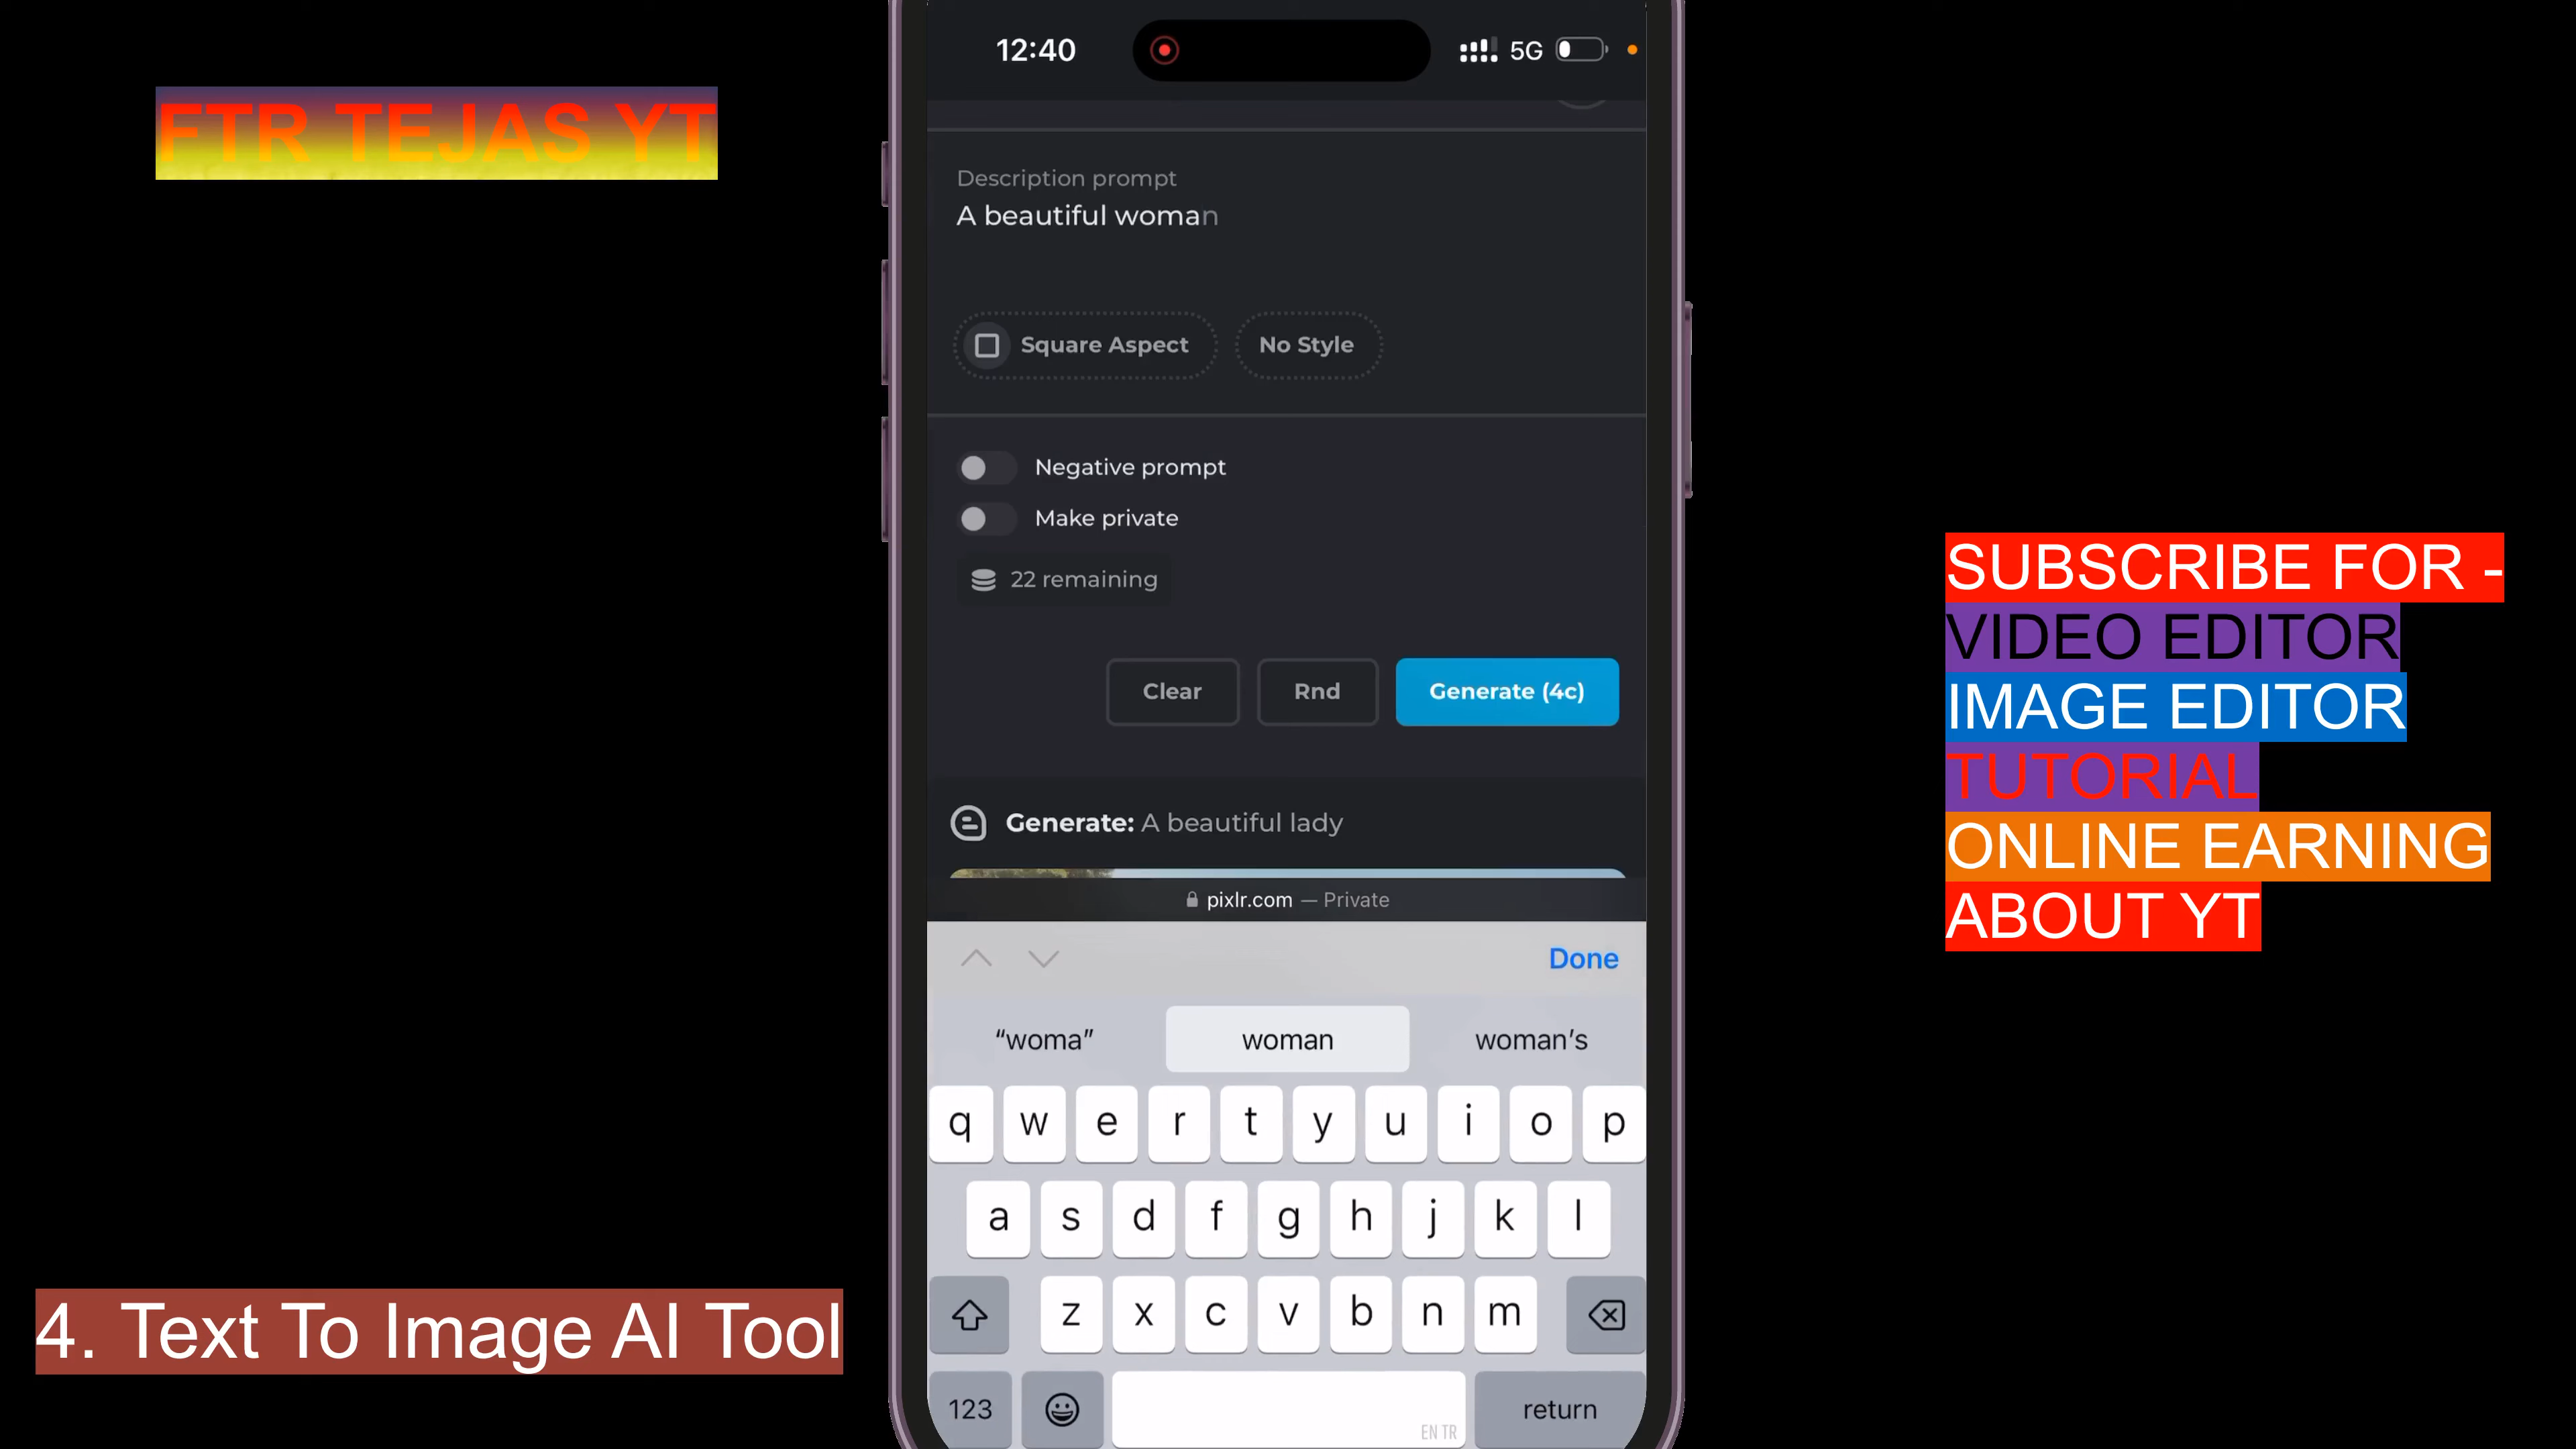 FTR TEJAS YT
12:40
5G
Description prompt
A beautiful woman
Square Aspect
No Style
Negative prompt
Make private
22 remaining
Clear
Rnd
Generate (4c)
Generate: A beautiful lady
pixlr.com — Private
Done
“woma”
woman
woman’s
q w e r t y u i o p
a s d f g h j k l
z x c v b n m
123
EN TR
return
SUBSCRIBE FOR -
VIDEO EDITOR
IMAGE EDITOR
TUTORIAL
ONLINE EARNING
ABOUT YT
4. Text To Image AI Tool